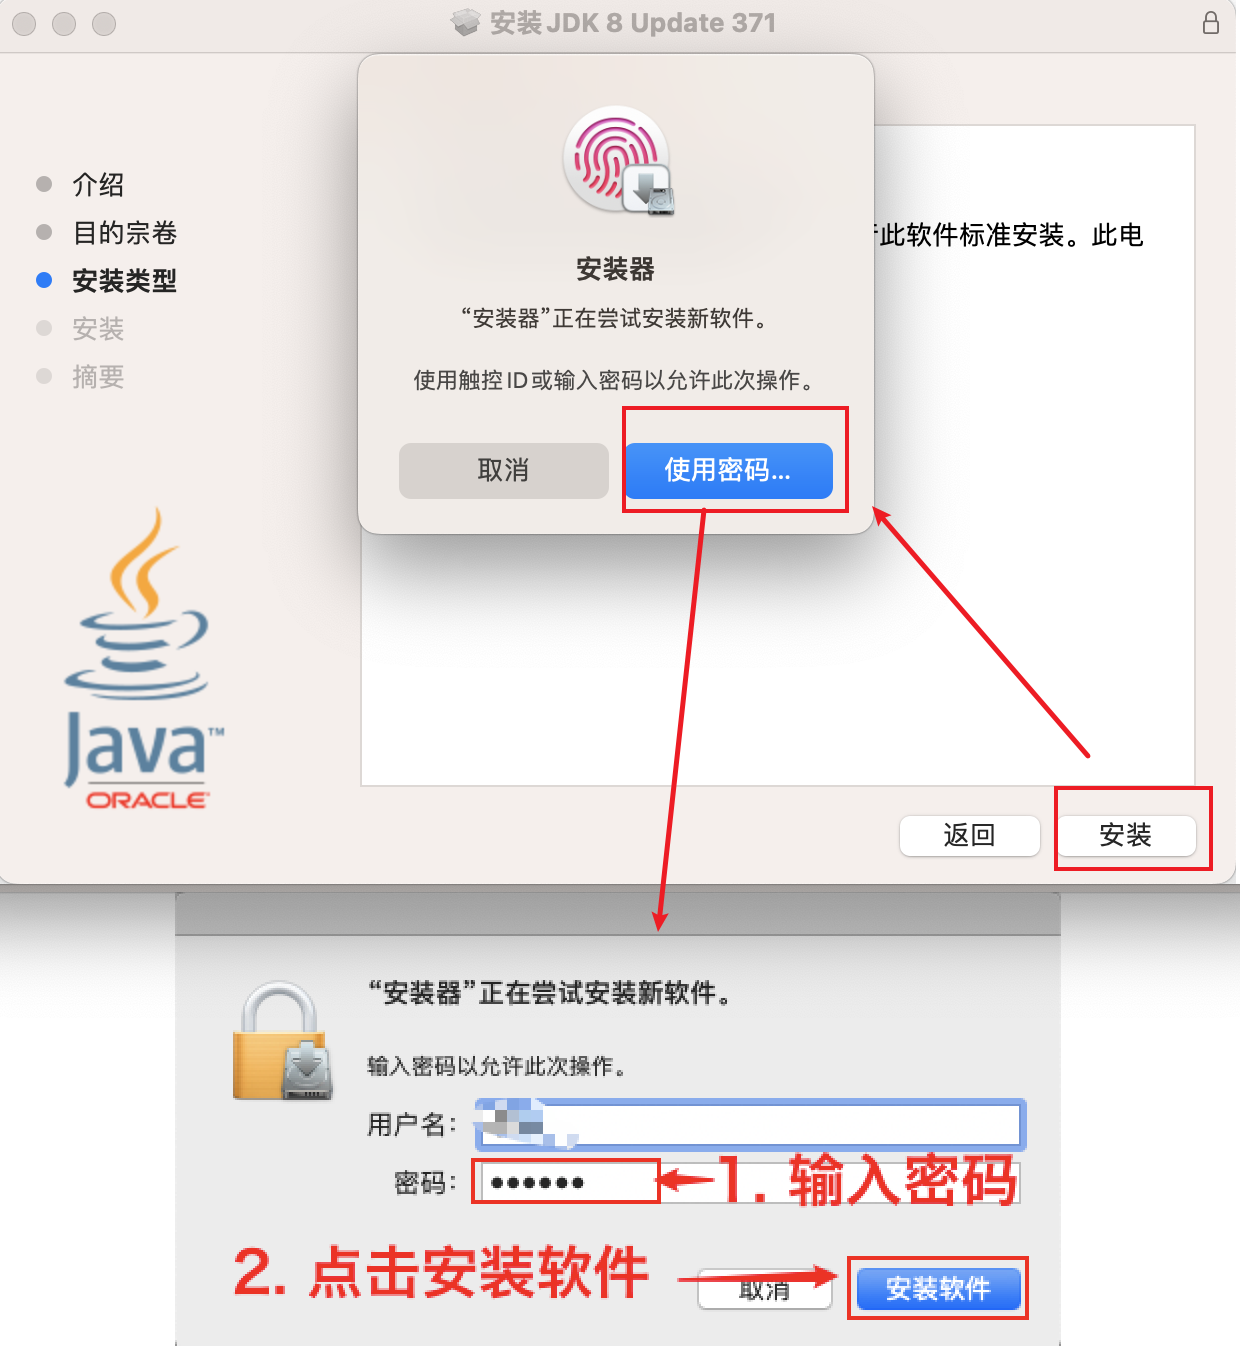 安装 JDK 8 Update 371
介绍
目的宗卷
安装类型
安装
摘要
安装器
“安装器”正在尝试安装新软件。
使用触控 ID 或输入密码以允许此次操作。
取消
使用密码...
此软件标准安装。此电
Java™
ORACLE
返回
安装
“安装器”正在尝试安装新软件。
输入密码以允许此次操作。
用户名：
密码：
1. 输入密码
2. 点击安装软件
取消
安装软件